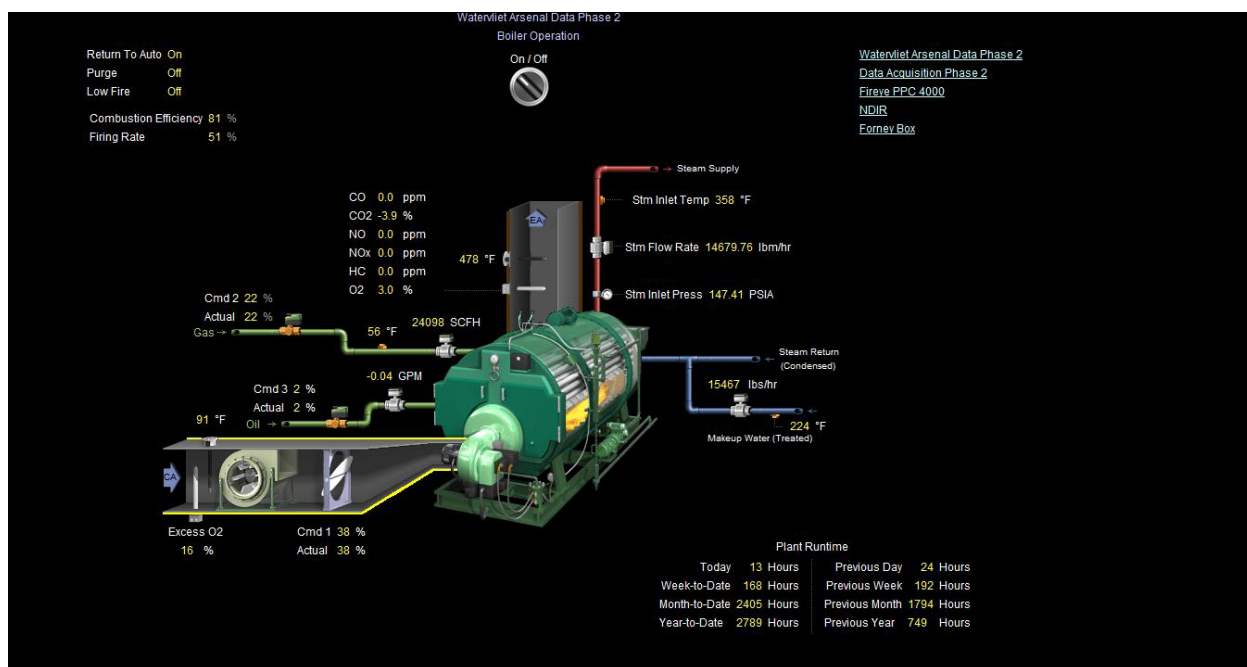 Watervliet Arsenal Data Phase 2
Boiler Operation
On / Off
Return To Auto On
Purge Off
Low Fire Off
Combustion Efficiency 81 %
Firing Rate 51 %
Watervliet Arsenal Data Phase 2
Data Acquisition Phase 2
Fireye PPC 4000
NDIR
Forney Box
Steam Supply
Stm Inlet Temp 358 °F
Stm Flow Rate 14679.76 lbm/hr
Stm Inlet Press 147.41 PSIA
CO 0.0 ppm
CO2 -3.9 %
NO 0.0 ppm
NOx 0.0 ppm
HC 0.0 ppm
O2 3.0 %
EA
478 °F
Cmd 2 22 %
Actual 22 %
Gas
56 °F
24098 SCFH
Steam Return
(Condensed)
15467 lbs/hr
224 °F
Makeup Water (Treated)
-0.04 GPM
Cmd 3 2 %
Actual 2 %
Oil
91 °F
CA
Excess O2
16 %
Cmd 1 38 %
Actual 38 %
Plant Runtime
Today 13 Hours Previous Day 24 Hours
Week-to-Date 168 Hours Previous Week 192 Hours
Month-to-Date 2405 Hours Previous Month 1794 Hours
Year-to-Date 2789 Hours Previous Year 749 Hours